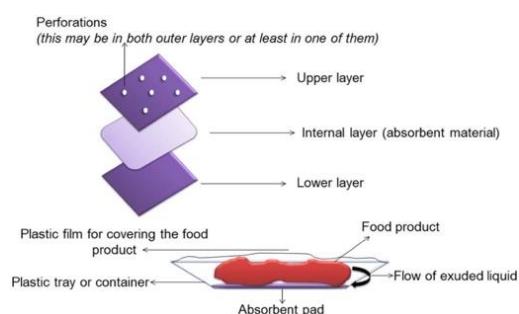 Perforations
(this may be in both outer layers or at least in one of them)
Upper layer
Internal layer (absorbent material)
Lower layer
Plastic film for covering the food
product
Food product
Plastic tray or container
Flow of exuded liquid
Absorbent pad